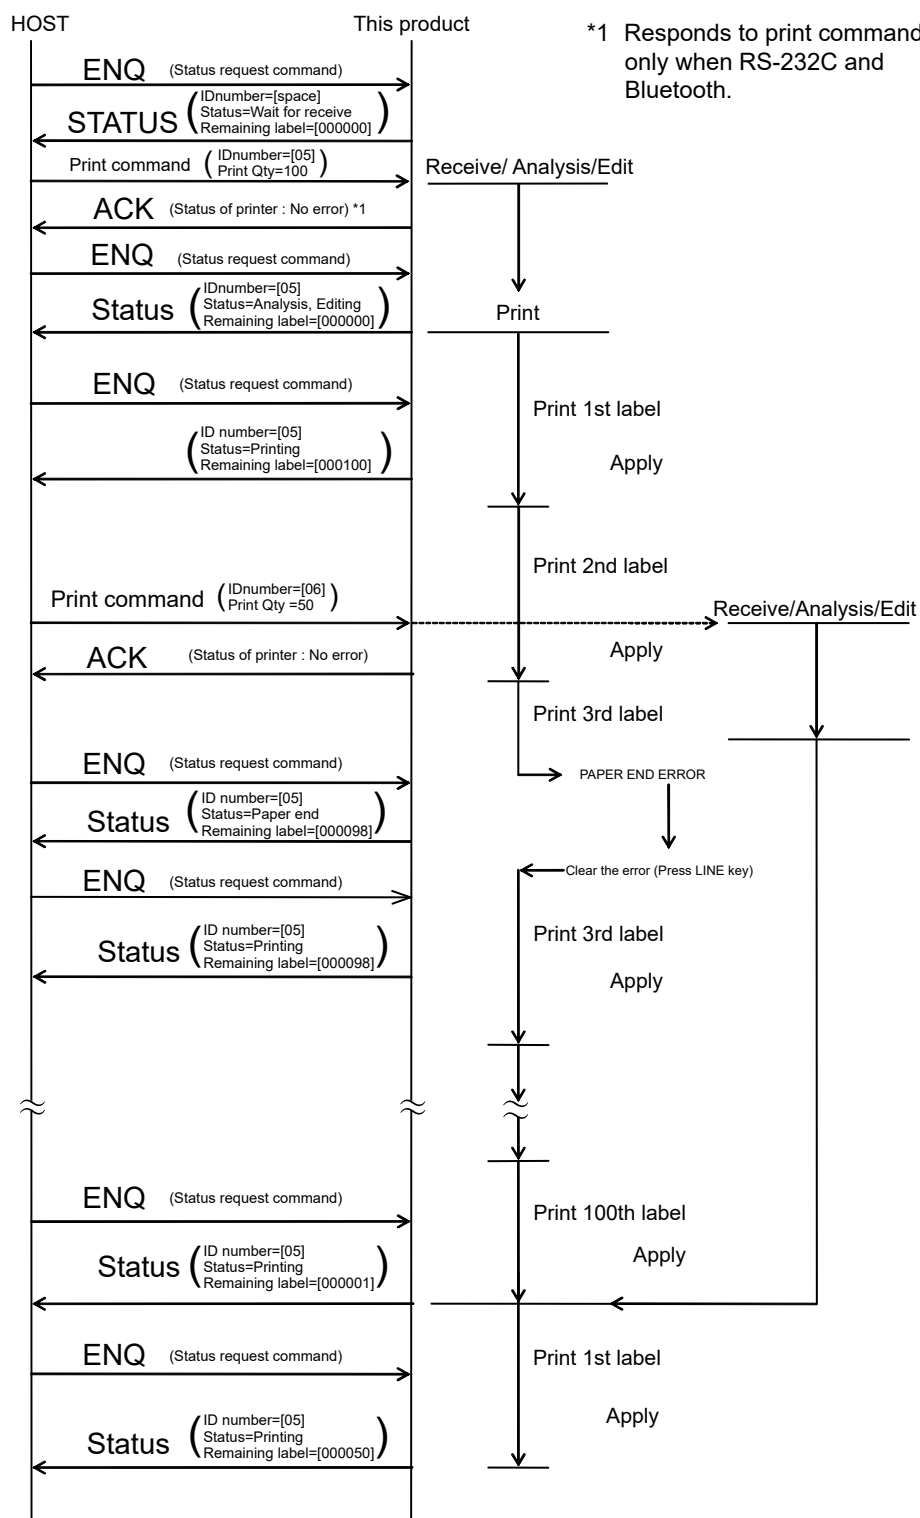 HOST
This product
*1 Responds to print command
only when RS-232C and
Bluetooth.
ENQ (Status request command)
STATUS (IDnumber=[space]
Status=Wait for receive
Remaining label=[000000])
Print command (IDnumber=[05]
Print Qty=100)
Receive/ Analysis/Edit
ACK (Status of printer : No error) *1
ENQ (Status request command)
Status (IDnumber=[05]
Status=Analysis, Editing
Remaining label=[000000])
Print
ENQ (Status request command)
Print 1st label
(ID number=[05]
Status=Printing
Remaining label=[000100])
Apply
Print 2nd label
Print command (IDnumber=[06]
Print Qty =50)
Receive/Analysis/Edit
Apply
ACK (Status of printer : No error)
Print 3rd label
ENQ (Status request command)
PAPER END ERROR
Status (ID number=[05]
Status=Paper end
Remaining label=[000098])
Clear the error (Press LINE key)
ENQ (Status request command)
Print 3rd label
Status (ID number=[05]
Status=Printing
Remaining label=[000098])
Apply
ENQ (Status request command)
Print 100th label
Apply
Status (ID number=[05]
Status=Printing
Remaining label=[000001])
ENQ (Status request command)
Print 1st label
Apply
Status (ID number=[05]
Status=Printing
Remaining label=[000050])